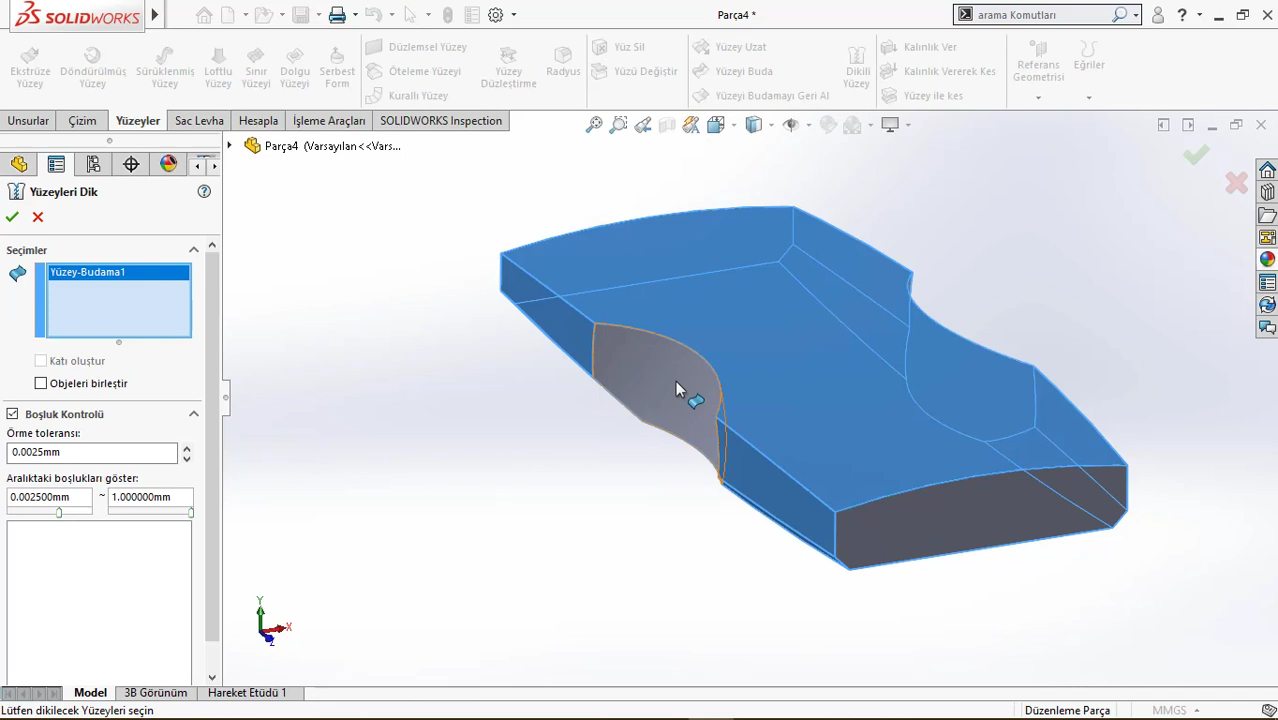 SOLIDWORKS
Parça4 *
arama Komutları
Ekstrüze Yüzey
Döndürülmüş Yüzey
Sürüklenmiş Yüzey
Loftlu Yüzey
Sınır Yüzeyi
Dolgu Yüzeyi
Serbest Form
Düzlemsel Yüzey
Öteleme Yüzeyi
Kurallı Yüzey
Yüzey Düzleştirme
Radyus
Yüz Sil
Yüzü Değiştir
Yüzey Uzat
Yüzeyi Buda
Yüzeyi Budamayı Geri Al
Dikili Yüzey
Kalınlık Ver
Kalınlık Vererek Kes
Yüzey ile kes
Referans Geometrisi
Eğriler
Unsurlar
Çizim
Yüzeyler
Sac Levha
Hesapla
İşleme Araçları
SOLIDWORKS Inspection
Parça4 (Varsayılan<<Vars...
Yüzeyleri Dik
Seçimler
Yüzey-Budama1
Katı oluştur
Objeleri birleştir
Boşluk Kontrolü
Örme toleransı:
0.0025mm
Aralıktaki boşlukları göster:
0.002500mm ~ 1.000000mm
Y
X
Z
Model
3B Görünüm
Hareket Etüdü 1
Lütfen dikilecek Yüzeyleri seçin
Düzenleme Parça
MMGS